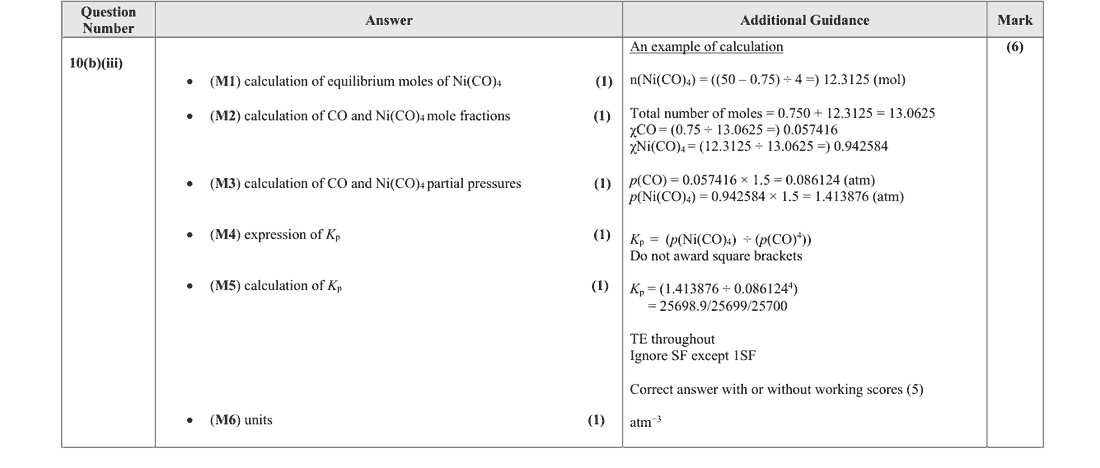 Question Number
Answer
Additional Guidance
Mark
10(b)(iii)
An example of calculation
(6)
• (M1) calculation of equilibrium moles of Ni(CO)₄ (1)
n(Ni(CO)₄) = ((50 – 0.75) ÷ 4 =) 12.3125 (mol)
• (M2) calculation of CO and Ni(CO)₄ mole fractions (1)
Total number of moles = 0.750 + 12.3125 = 13.0625
χCO = (0.75 ÷ 13.0625 =) 0.057416
χNi(CO)₄ = (12.3125 ÷ 13.0625 =) 0.942584
• (M3) calculation of CO and Ni(CO)₄ partial pressures (1)
p(CO) = 0.057416 × 1.5 = 0.086124 (atm)
p(Ni(CO)₄) = 0.942584 × 1.5 = 1.413876 (atm)
• (M4) expression of Kₚ (1)
Kₚ = (p(Ni(CO)₄) ÷ (p(CO)⁴))
Do not award square brackets
• (M5) calculation of Kₚ (1)
Kₚ = (1.413876 ÷ 0.086124⁴)
= 25698.9/25699/25700
TE throughout
Ignore SF except 1SF
Correct answer with or without working scores (5)
• (M6) units (1)
atm⁻³